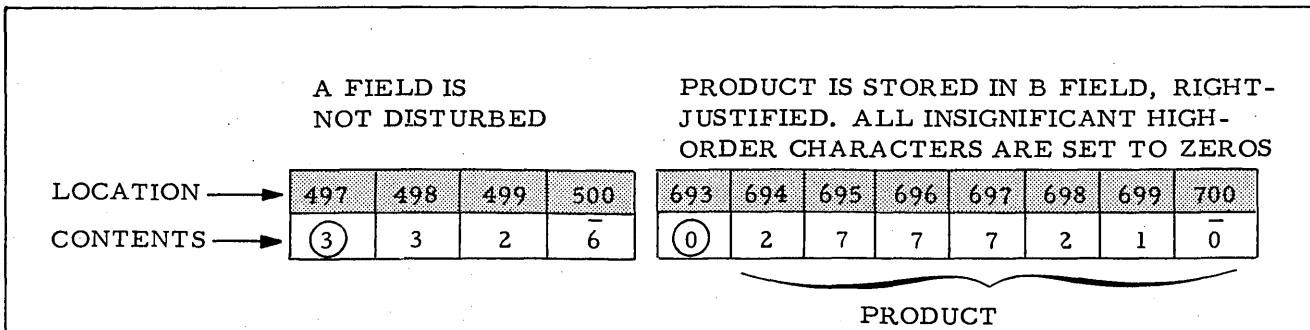 A FIELD IS
NOT DISTURBED
PRODUCT IS STORED IN B FIELD, RIGHT-
JUSTIFIED. ALL INSIGNIFICANT HIGH-
ORDER CHARACTERS ARE SET TO ZEROS
LOCATION 497 498 499 500 693 694 695 696 697 698 699 700
CONTENTS 3 3 2 6̅ 0 2 7 7 7 2 1 0̅
PRODUCT